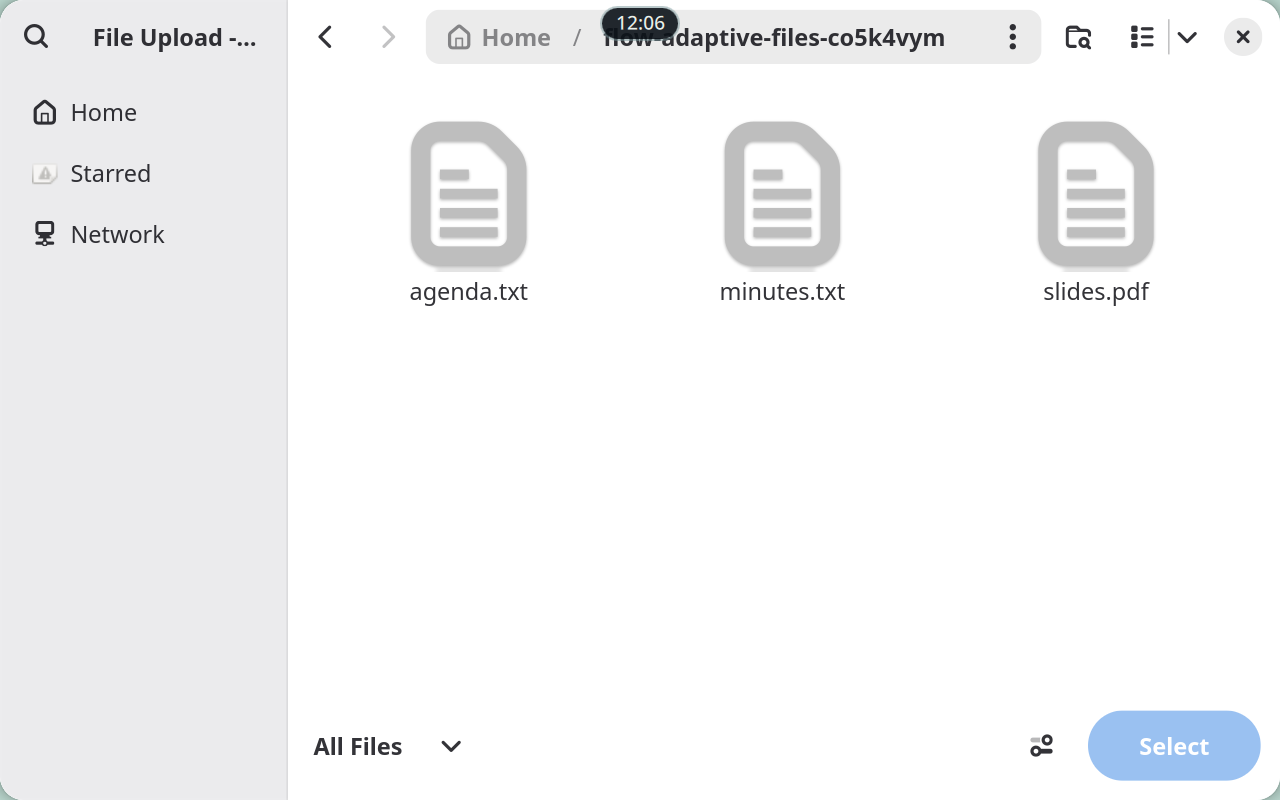 File Upload -...
Home
Starred
Network
12:06
Home / flow-adaptive-files-co5k4vym
agenda.txt
minutes.txt
slides.pdf
All Files
Select